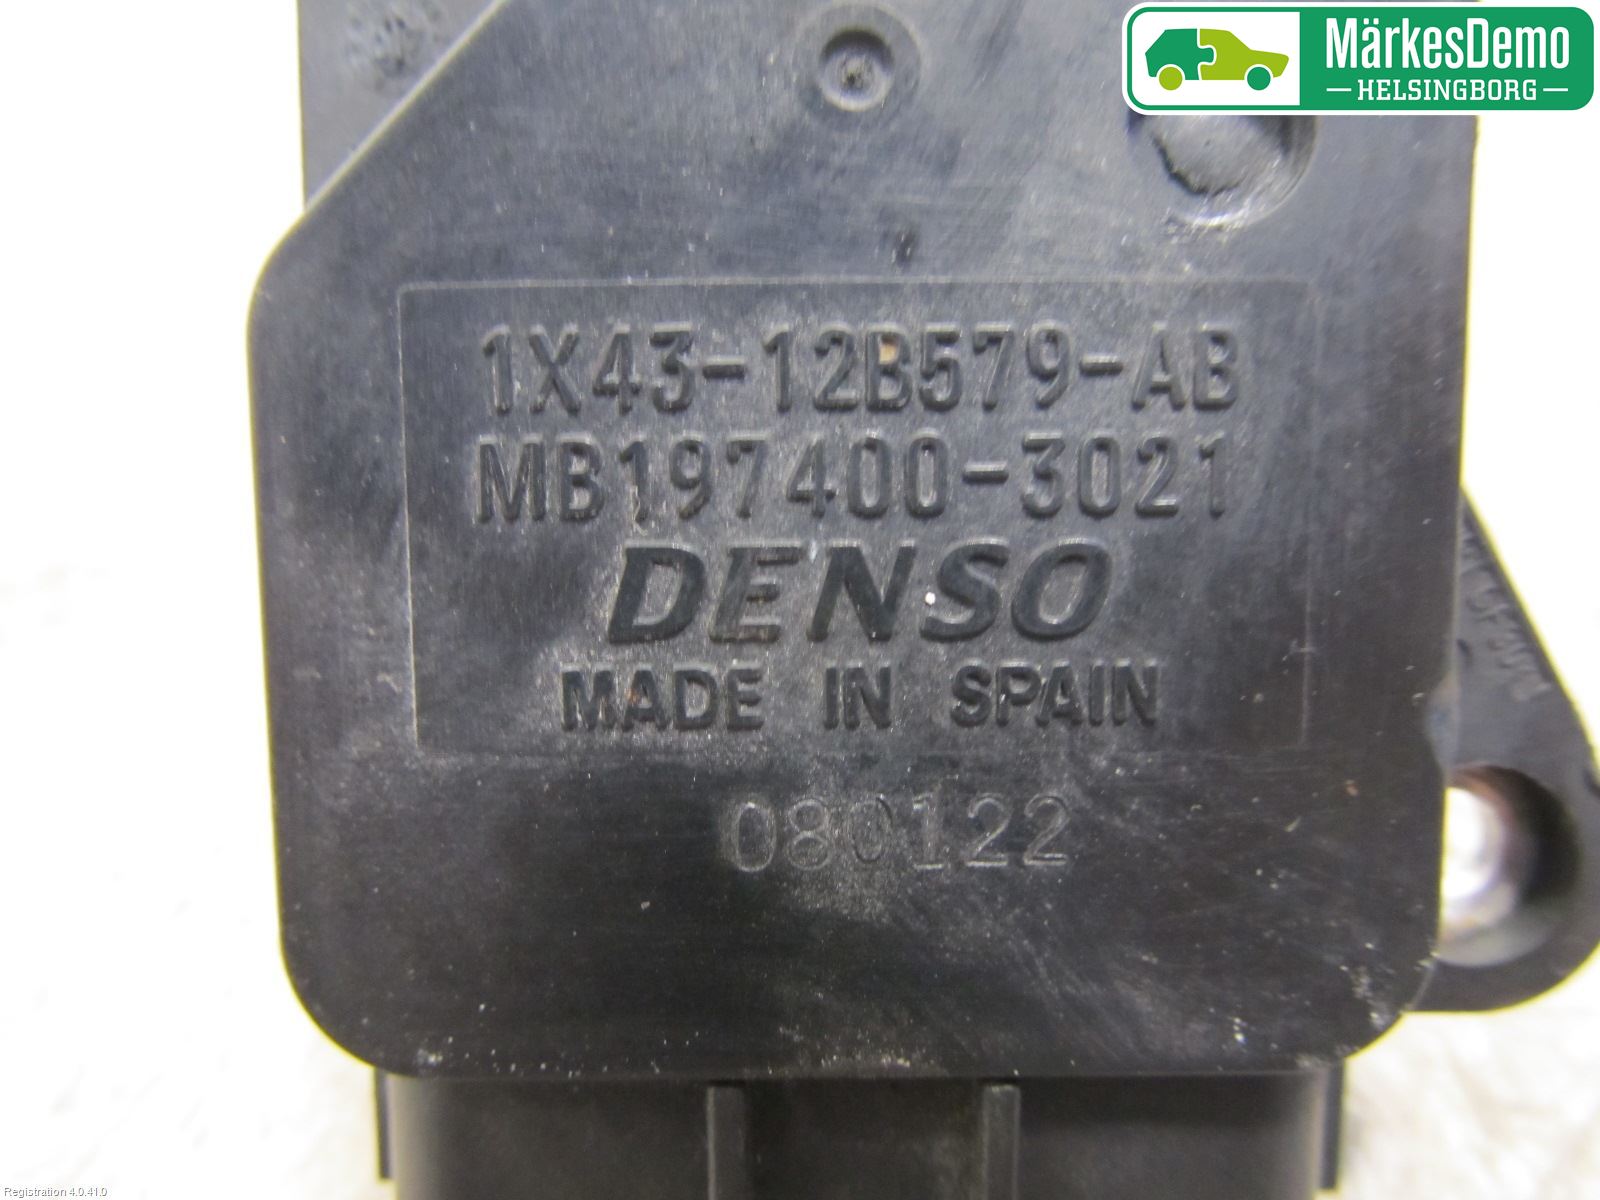 MärkesDemo
HELSINGBORG
1X43-12B579-AB
MB197400-3021
DENSO
MADE IN SPAIN
080122
Registration 4.0.41.0